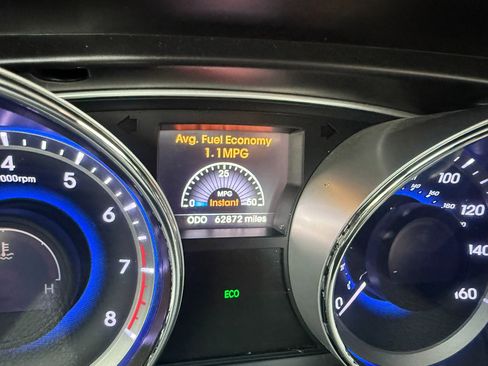 Avg. Fuel Economy
1.1MPG
25
MPG
0 Instant 50
ODO 62872 miles
ECO
4
5
6
7
8
000rpm
H
0
100
120
140
160